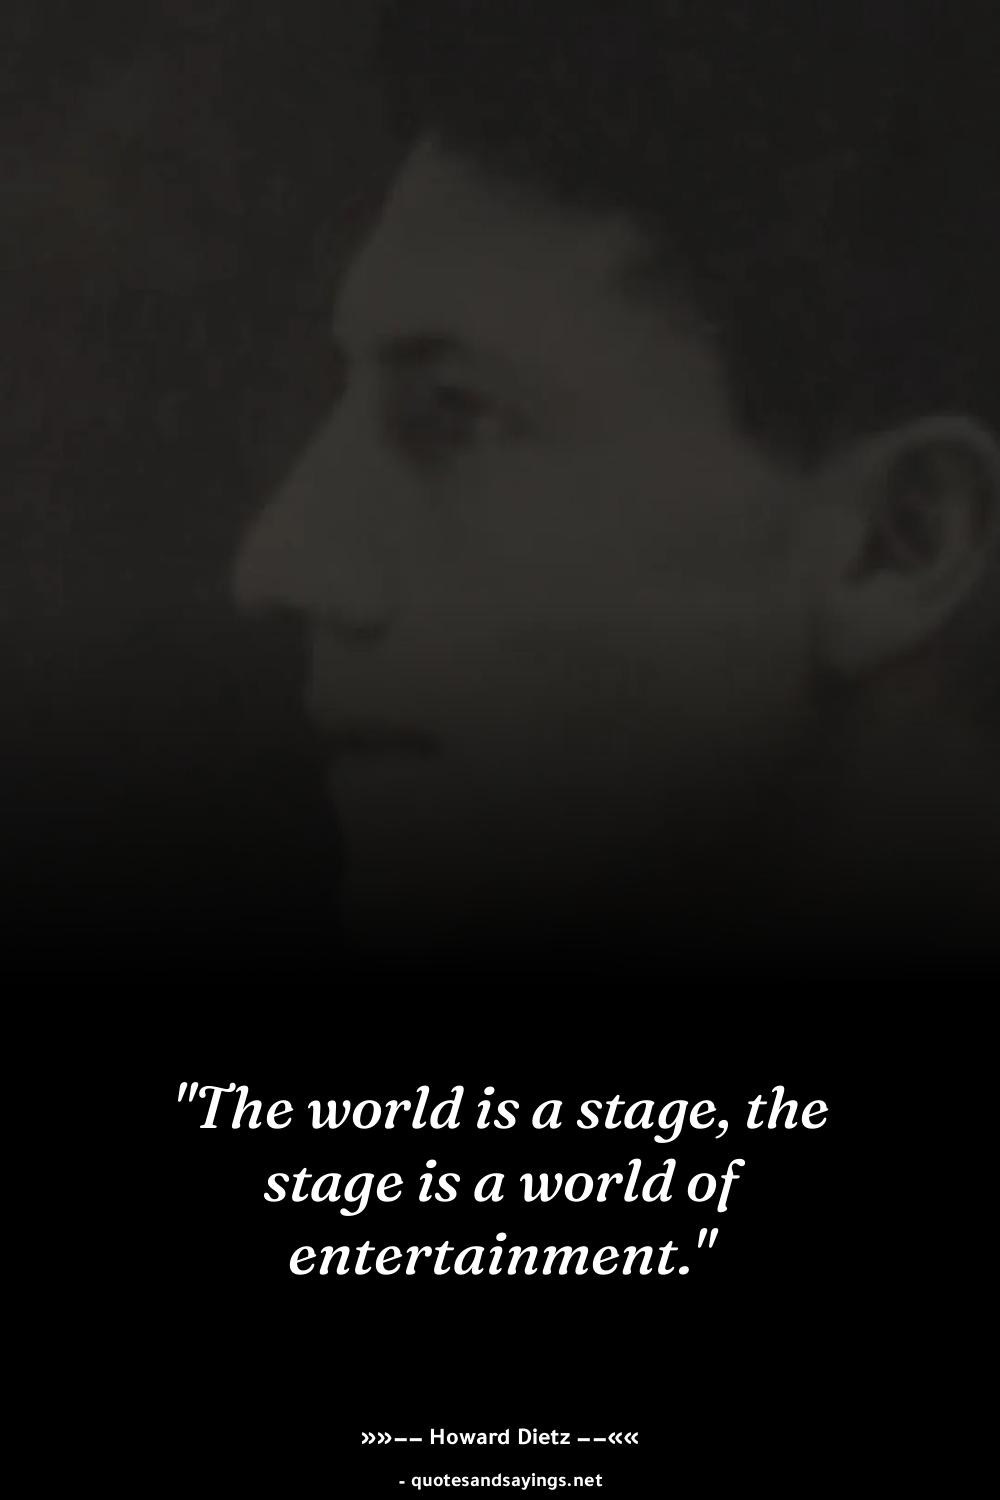 "The world is a stage, the
stage is a world of
entertainment."
»»−− Howard Dietz −−««
- quotesandsayings.net